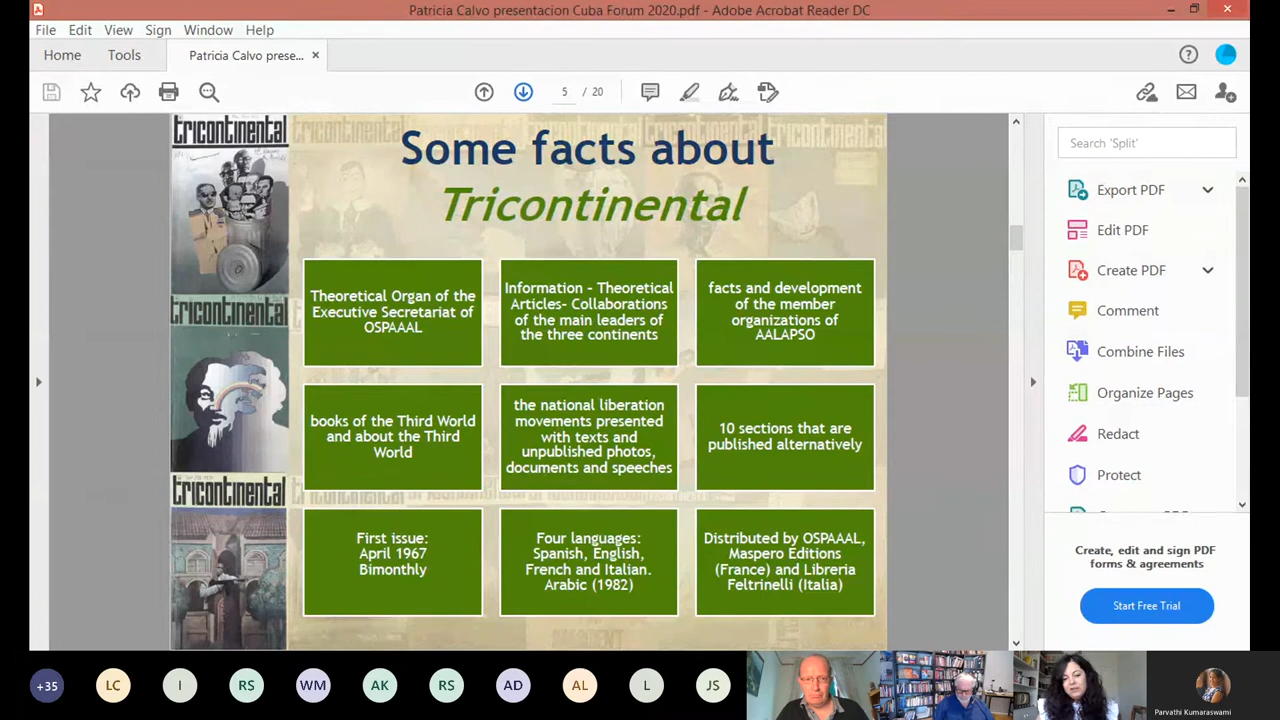 Patricia Calvo presentacion Cuba Forum 2020.pdf - Adobe Acrobat Reader DC
File Edit View Sign Window Help
Home Tools Patricia Calvo prese... ×
5 / 20
Search 'Split'
tricontinental
Some facts about
Tricontinental
tricontinental
tricontinental
Theoretical Organ of the
Executive Secretariat of
OSPAAAL
Information - Theoretical
Articles- Collaborations
of the main leaders of
the three continents
facts and development
of the member
organizations of
AALAPSO
books of the Third World
and about the Third
World
the national liberation
movements presented
with texts and
unpublished photos,
documents and speeches
10 sections that are
published alternatively
First issue:
April 1967
Bimonthly
Four languages:
Spanish, English,
French and Italian.
Arabic (1982)
Distributed by OSPAAAL,
Maspero Editions
(France) and Libreria
Feltrinelli (Italia)
Export PDF
Edit PDF
Create PDF
Comment
Combine Files
Organize Pages
Redact
Protect
Create, edit and sign PDF
forms & agreements
Start Free Trial
+35 LC I RS WM AK RS AD AL L JS
Parvathi Kumaraswami